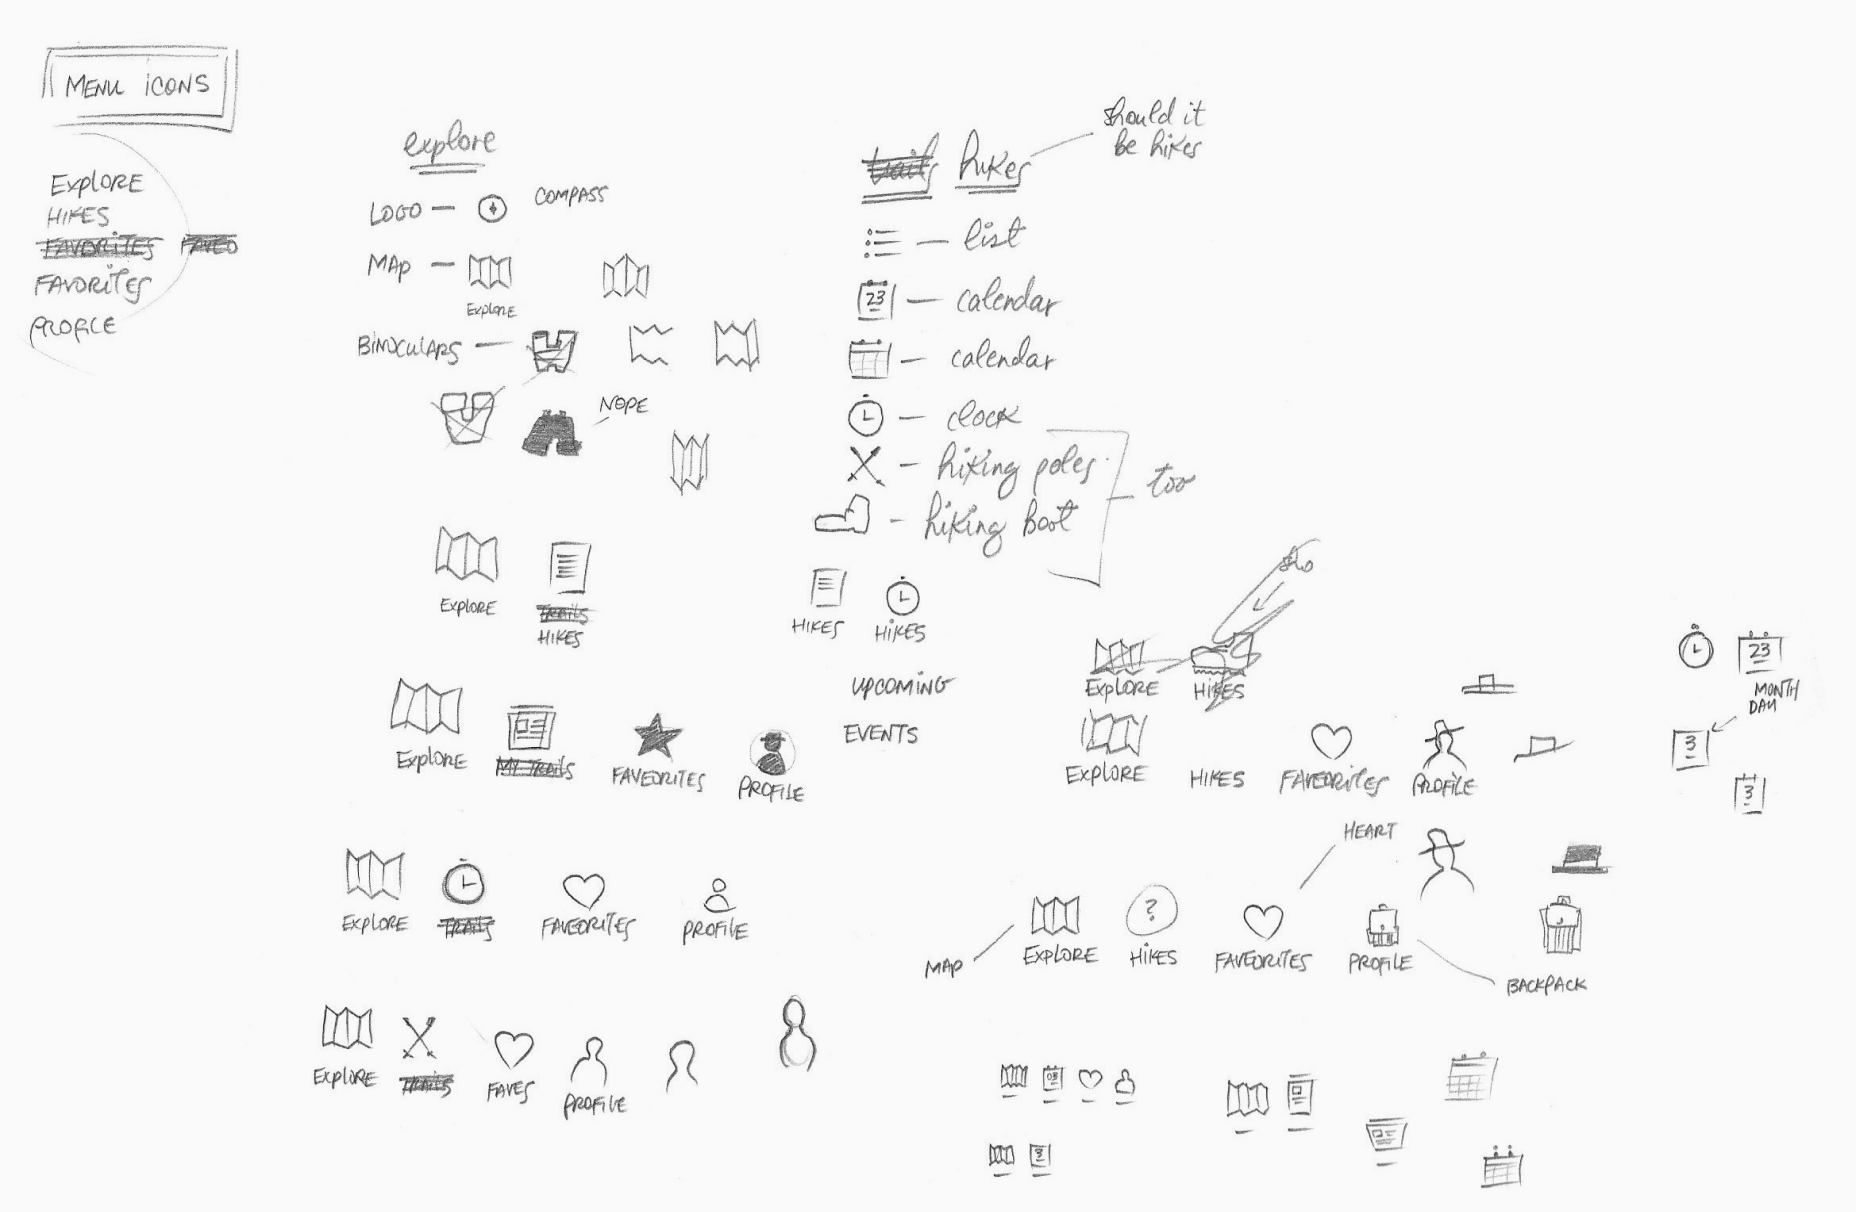 MENU ICONS
EXPLORE
HIKES
FAVORITES FAVED
FAVORITES
PROFILE
explore
LOGO — COMPASS
MAP —
EXPLORE
BINOCULARS —
NOPE
EXPLORE
TRAILS
HIKES
EXPLORE MY TRAILS FAVEORITES PROFILE
EXPLORE TRAILS FAVEORITES PROFILE
EXPLORE TRAILS FAVES PROFILE
trails hikes
should it
be hikes
— list
23 — calendar
— calendar
— clock
— hiking poles
— hiking boot
too
HIKES HIKES
UPCOMING
EVENTS
EXPLORE HIKES
EXPLORE HIKES FAVEORITES PROFILE
23
MONTH
DAY
3
3
HEART
?
MAP EXPLORE HIKES FAVEORITES PROFILE
BACKPACK
3